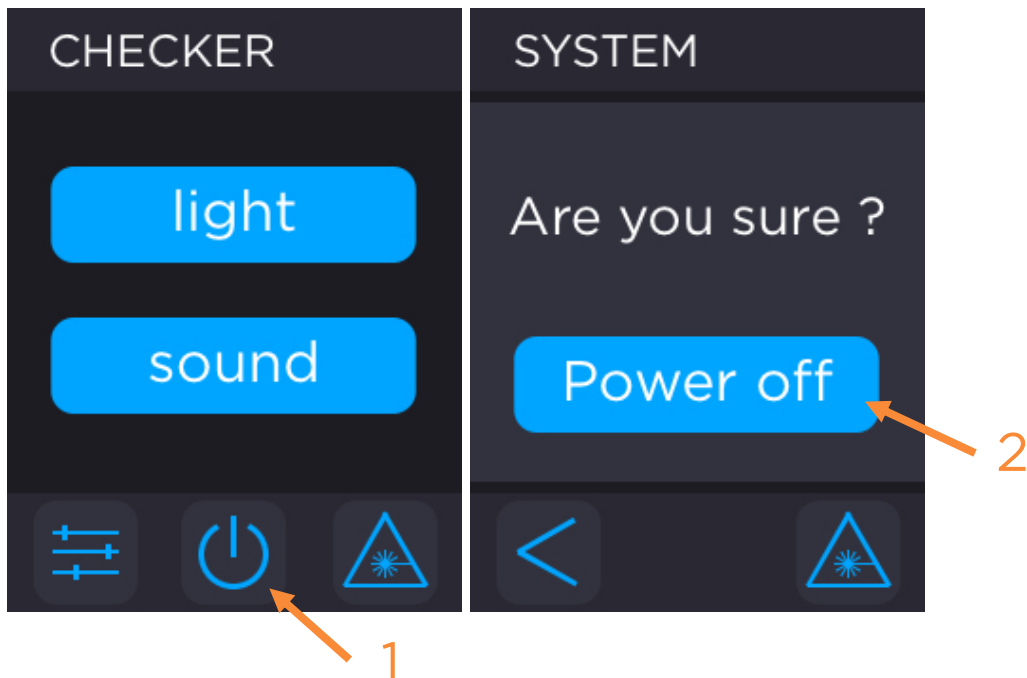 CHECKER
light
sound
1
SYSTEM
Are you sure ?
Power off
2